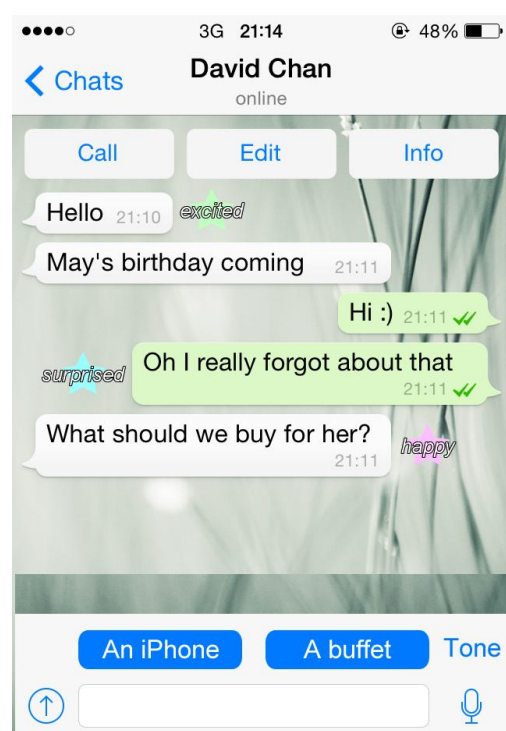 3G 21:14 48%
Chats David Chan
online
Call Edit Info
Hello 21:10 excited
May's birthday coming 21:11
Hi :) 21:11
surprised Oh I really forgot about that
21:11
What should we buy for her? happy
21:11
An iPhone A buffet Tone